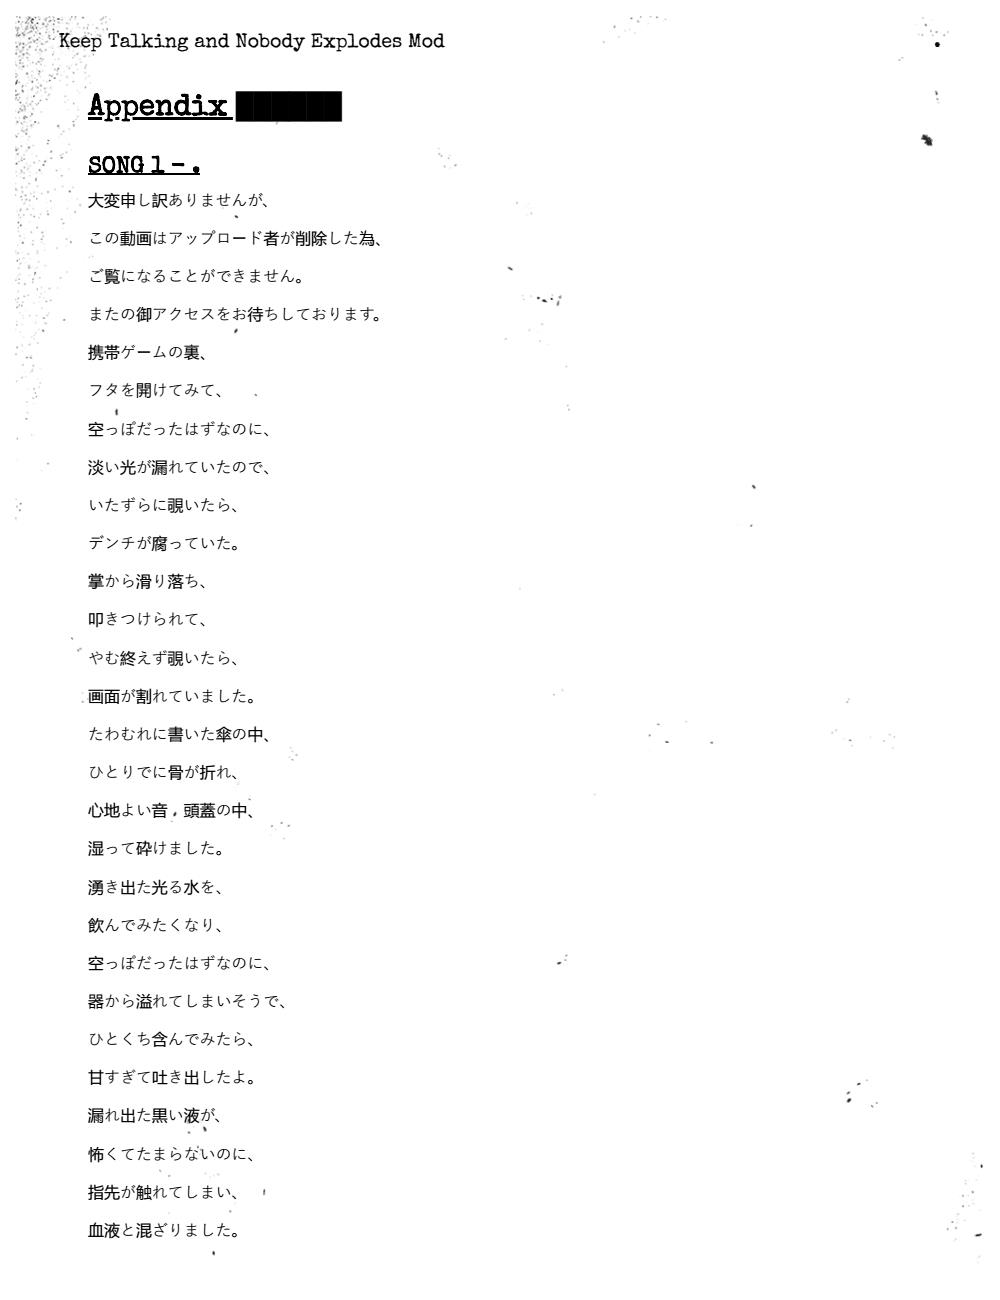 Keep Talking and Nobody Explodes Mod
Appendix ██████
SONG 1 - .
大変申し訳ありませんが、
この動画はアップロード者が削除した為、
ご覧になることができません。
またの御アクセスをお待ちしております。
携帯ゲームの裏、
フタを開けてみて、
空っぽだったはずなのに、
淡い光が漏れていたので、
いたずらに覗いたら、
デンチが腐っていた。
掌から滑り落ち、
叩きつけられて、
やむ終えず覗いたら、
画面が割れていました。
たわむれに書いた傘の中、
ひとりでに骨が折れ、
心地よい音，頭蓋の中、
湿って砕けました。
湧き出た光る水を、
飲んでみたくなり、
空っぽだったはずなのに、
器から溢れてしまいそうで、
ひとくち含んでみたら、
甘すぎて吐き出したよ。
漏れ出た黒い液が、
怖くてたまらないのに、
指先が触れてしまい、
血液と混ざりました。